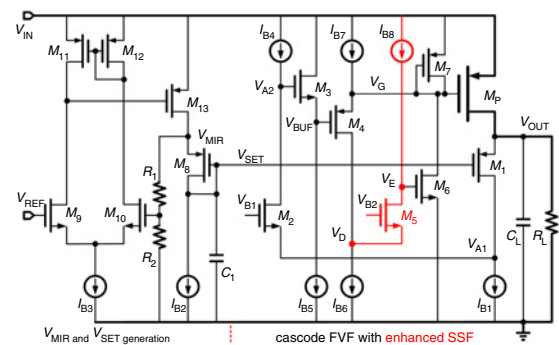 IB4 IB7 IB8
VIN
M11 M12 M7
VA2 M3 VG MP
M13
VBUF M4 VOUT
VMIR
M8 VSET M1
R1 VE M6
VREF VB1 VB2
M9 M10 M2 M5
CL RL
R2 VD VA1
C1
IB3 IB2 IB5 IB6 IB1
VMIR and VSET generation cascode FVF with enhanced SSF